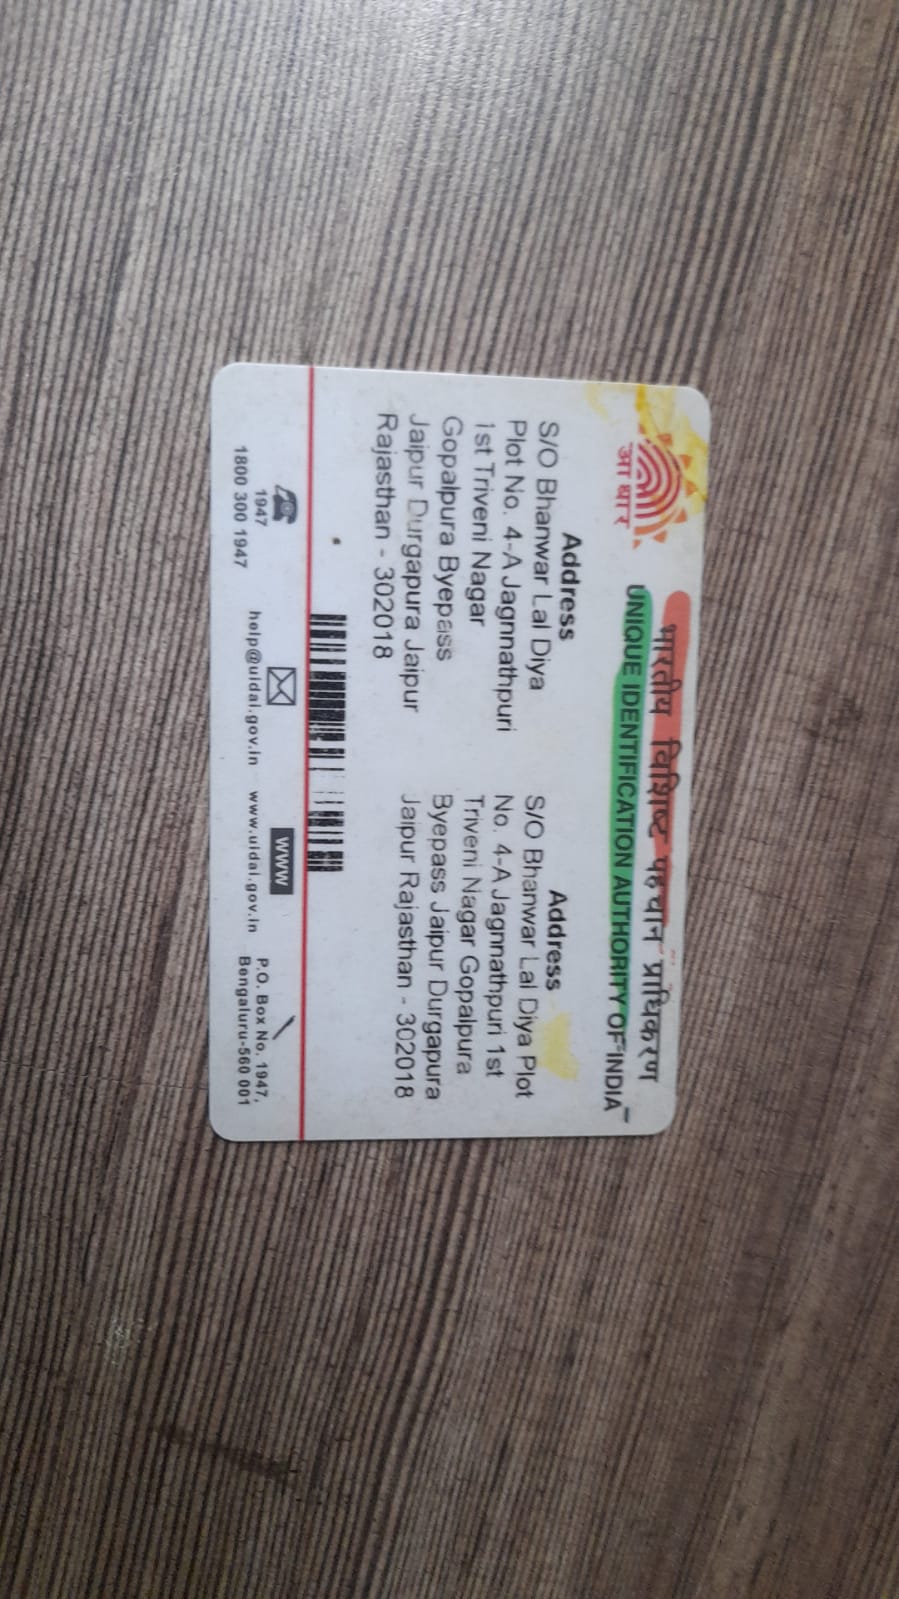 भारतीय विशिष्ट पहचान प्राधिकरण
UNIQUE IDENTIFICATION AUTHORITY OF INDIA
आधार
Address
S/O Bhanwar Lal Diya
Plot No. 4-A Jagnnathpuri
1st Triveni Nagar
Gopalpura Byepass
Jaipur Durgapura Jaipur
Rajasthan - 302018
Address
S/O Bhanwar Lal Diya Plot
No. 4-A Jagnnathpuri 1st
Triveni Nagar Gopalpura
Byepass Jaipur Durgapura
Jaipur Rajasthan - 302018
1947
1800 300 1947
help@uidai.gov.in
WWW
www.uidai.gov.in
P.O. Box No. 1947,
Bengaluru-560 001